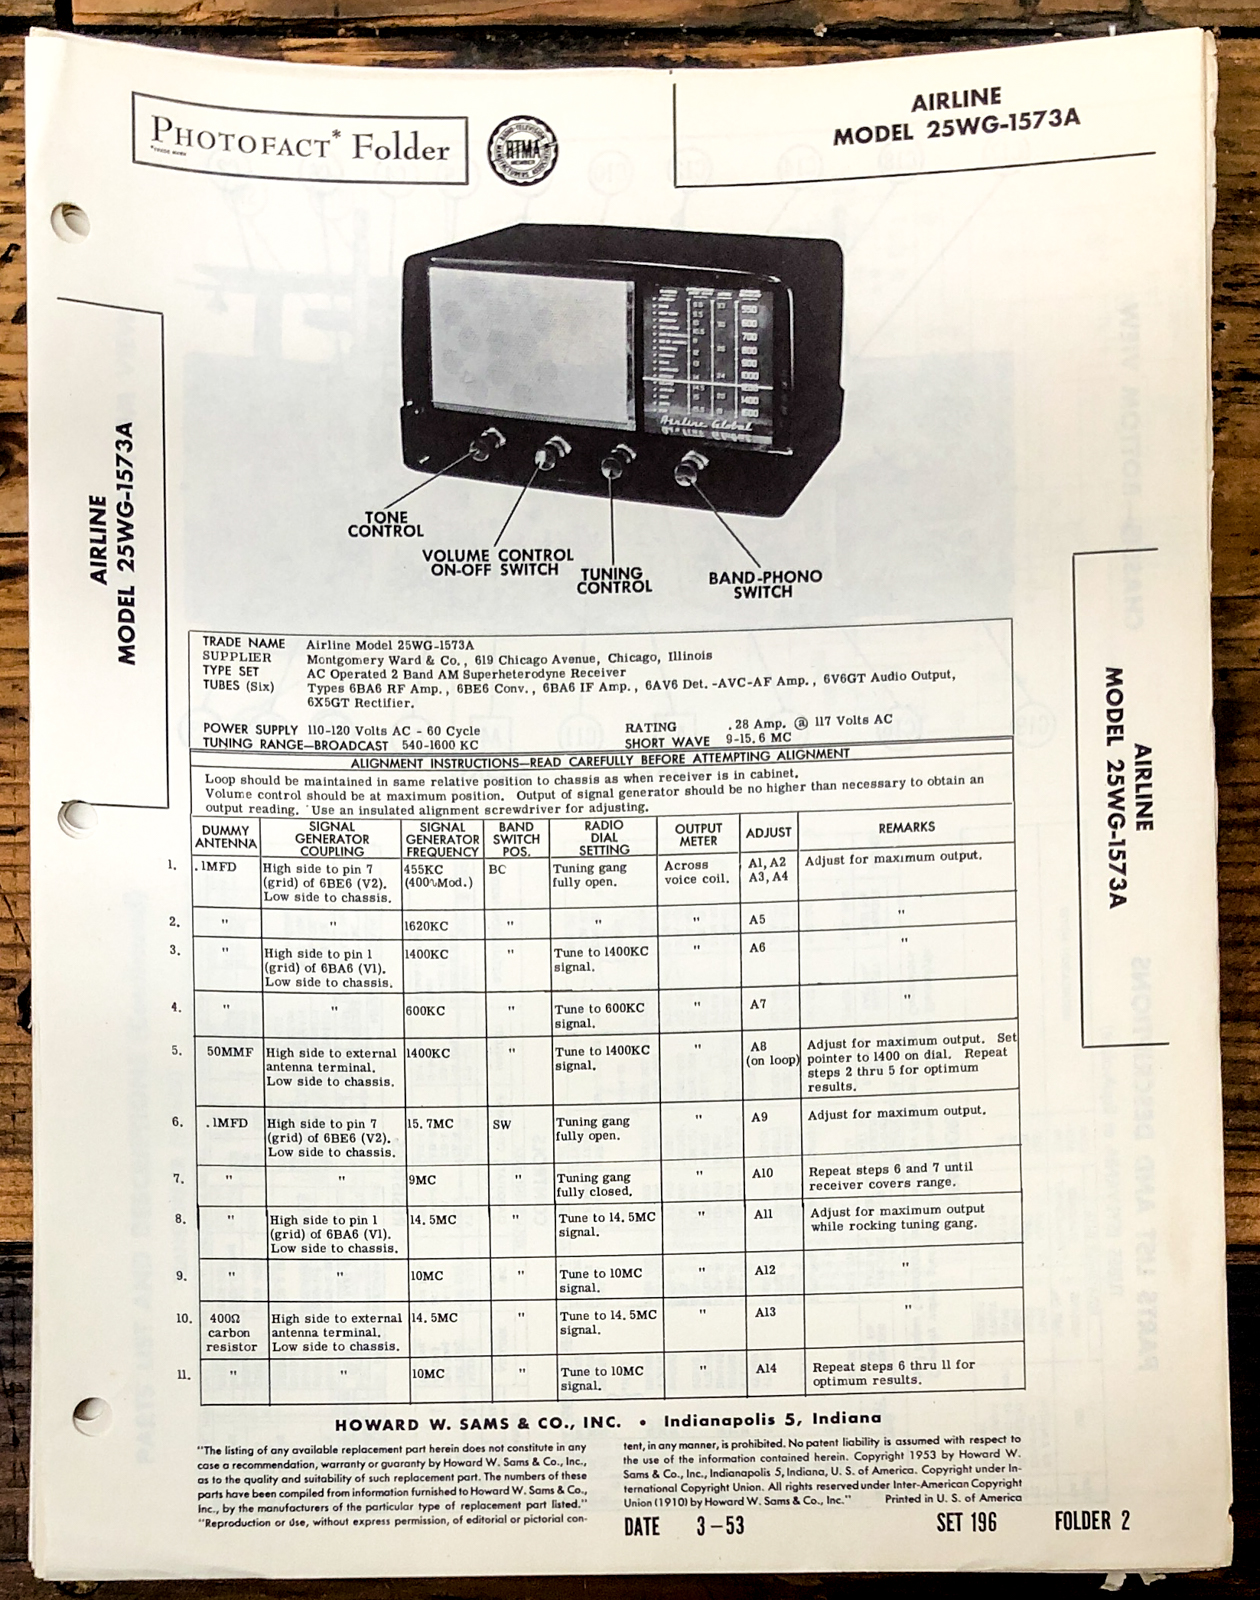 PHOTOFACT* Folder
*TRADE MARK
RADIO-TELEVISION
RTMA
MEMBER
AIRLINE
MODEL 25WG-1573A
AIRLINE
MODEL 25WG-1573A
AIRLINE
MODEL 25WG-1573A
Airline Global
TONE
CONTROL
VOLUME CONTROL
ON-OFF SWITCH
TUNING
CONTROL
BAND-PHONO
SWITCH
TRADE NAME Airline Model 25WG-1573A
SUPPLIER Montgomery Ward & Co., 619 Chicago Avenue, Chicago, Illinois
TYPE SET AC Operated 2 Band AM Superheterodyne Receiver
TUBES (Six) Types 6BA6 RF Amp., 6BE6 Conv., 6BA6 IF Amp., 6AV6 Det.-AVC-AF Amp., 6V6GT Audio Output,
6X5GT Rectifier.
POWER SUPPLY 110-120 Volts AC - 60 Cycle RATING .28 Amp. @ 117 Volts AC
TUNING RANGE—BROADCAST 540-1600 KC SHORT WAVE 9-15.6 MC
ALIGNMENT INSTRUCTIONS—READ CAREFULLY BEFORE ATTEMPTING ALIGNMENT
Loop should be maintained in same relative position to chassis as when receiver is in cabinet.
Volume control should be at maximum position. Output of signal generator should be no higher than necessary to obtain an
output reading. Use an insulated alignment screwdriver for adjusting.
DUMMY ANTENNA SIGNAL GENERATOR COUPLING SIGNAL GENERATOR FREQUENCY BAND SWITCH POS. RADIO DIAL SETTING OUTPUT METER ADJUST REMARKS
1. .1MFD High side to pin 7 455KC BC Tuning gang Across A1, A2 Adjust for maximum output.
(grid) of 6BE6 (V2). (400~Mod.) fully open. voice coil. A3, A4
Low side to chassis.
2. " " 1620KC " " " A5 "
3. " High side to pin 1 1400KC " Tune to 1400KC " A6 "
(grid) of 6BA6 (V1). signal.
Low side to chassis.
4. " " 600KC " Tune to 600KC " A7 "
signal.
5. 50MMF High side to external 1400KC " Tune to 1400KC " A8 Adjust for maximum output. Set
antenna terminal. signal. (on loop) pointer to 1400 on dial. Repeat
Low side to chassis. steps 2 thru 5 for optimum
results.
6. .1MFD High side to pin 7 15.7MC SW Tuning gang " A9 Adjust for maximum output.
(grid) of 6BE6 (V2). fully open.
Low side to chassis.
7. " " 9MC " Tuning gang " A10 Repeat steps 6 and 7 until
fully closed. receiver covers range.
8. " High side to pin 1 14.5MC " Tune to 14.5MC " A11 Adjust for maximum output
(grid) of 6BA6 (V1). signal. while rocking tuning gang.
Low side to chassis.
9. " " 10MC " Tune to 10MC " A12 "
signal.
10. 400Ω High side to external 14.5MC " Tune to 14.5MC " A13 "
carbon antenna terminal. signal.
resistor Low side to chassis.
11. " " 10MC " Tune to 10MC " A14 Repeat steps 6 thru 11 for
signal. optimum results.
HOWARD W. SAMS & CO., INC. • Indianapolis 5, Indiana
"The listing of any available replacement part herein does not constitute in any
case a recommendation, warranty or guaranty by Howard W. Sams & Co., Inc.,
as to the quality and suitability of such replacement part. The numbers of these
parts have been compiled from information furnished to Howard W. Sams & Co.,
Inc., by the manufacturers of the particular type of replacement part listed."
"Reproduction or use, without express permission, of editorial or pictorial con-
tent, in any manner, is prohibited. No patent liability is assumed with respect to
the use of the information contained herein. Copyright 1953 by Howard W.
Sams & Co., Inc., Indianapolis 5, Indiana, U. S. of America. Copyright under In-
ternational Copyright Union. All rights reserved under Inter-American Copyright
Union (1910) by Howard W. Sams & Co., Inc." Printed in U. S. of America
DATE 3-53 SET 196 FOLDER 2